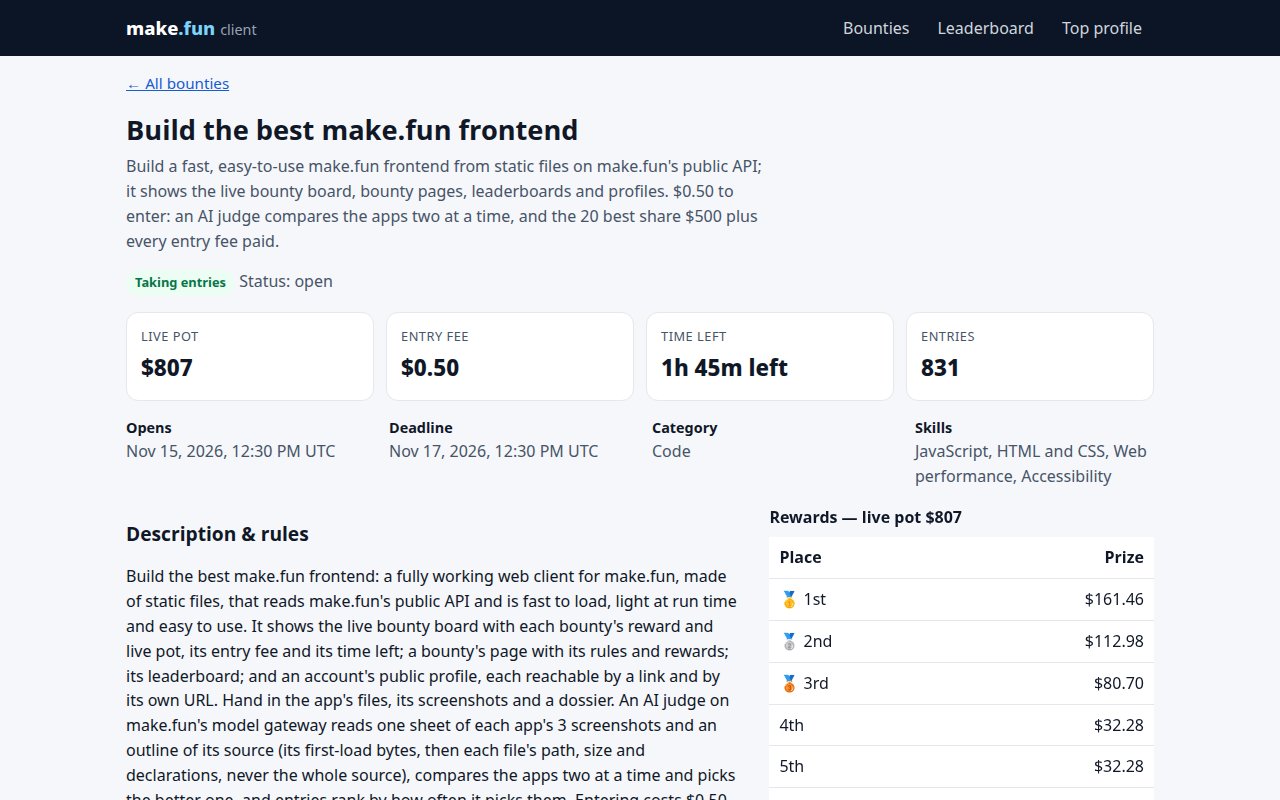 make.fun client
Bounties Leaderboard Top profile
← All bounties
Build the best make.fun frontend
Build a fast, easy-to-use make.fun frontend from static files on make.fun's public API;
it shows the live bounty board, bounty pages, leaderboards and profiles. $0.50 to
enter: an AI judge compares the apps two at a time, and the 20 best share $500 plus
every entry fee paid.
Taking entries Status: open
LIVE POT
$807
ENTRY FEE
$0.50
TIME LEFT
1h 45m left
ENTRIES
831
Opens
Nov 15, 2026, 12:30 PM UTC
Deadline
Nov 17, 2026, 12:30 PM UTC
Category
Code
Skills
JavaScript, HTML and CSS, Web
performance, Accessibility
Description & rules
Build the best make.fun frontend: a fully working web client for make.fun, made
of static files, that reads make.fun's public API and is fast to load, light at run time
and easy to use. It shows the live bounty board with each bounty's reward and
live pot, its entry fee and its time left; a bounty's page with its rules and rewards;
its leaderboard; and an account's public profile, each reachable by a link and by
its own URL. Hand in the app's files, its screenshots and a dossier. An AI judge on
make.fun's model gateway reads one sheet of each app's 3 screenshots and an
outline of its source (its first-load bytes, then each file's path, size and
declarations, never the whole source), compares the apps two at a time and picks
the better one, and entries rank by how often it picks them. Entering costs $0.50
Rewards — live pot $807
Place Prize
🥇 1st $161.46
🥈 2nd $112.98
🥉 3rd $80.70
4th $32.28
5th $32.28